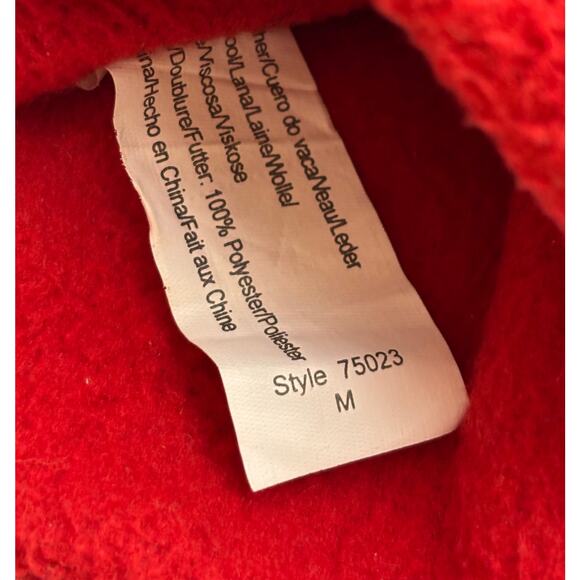 her/Cuero do vaca/Veau/Leder
ool/Lana/Laine/Wolle/
/Viscosa/Viskose
/Doublure/Futter: 100% Polyester/Poliester
ina/Hecho en China/Fait aux Chine
Style 75023
M